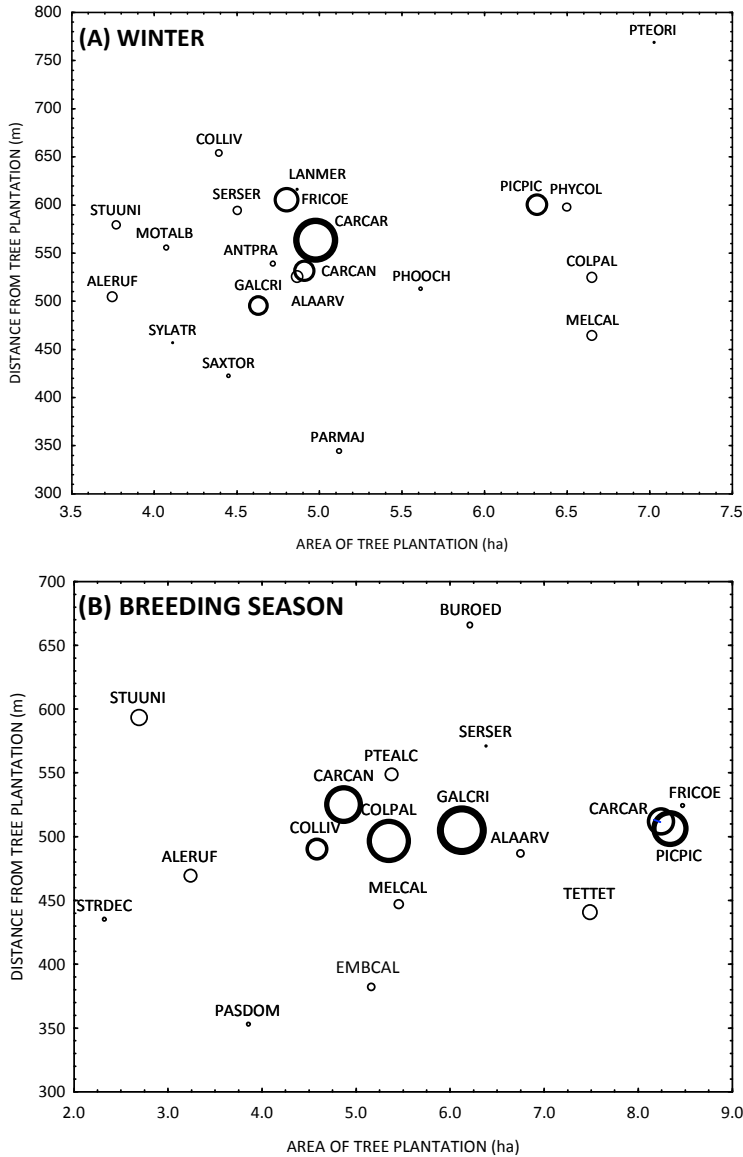 (A) WINTER
800
750
700
650
600
550
500
450
400
350
300
DISTANCE FROM TREE PLANTATION (m)
PTEORI
COLLIV
LANMER
SERSER
FRICOE
PICPIC
PHYCOL
STUUNI
CARCAR
MOTALB
ANTPRA
CARCAN
PHOOCH
COLPAL
ALERUF
GALCRI
ALAARV
SYLATR
MELCAL
SAXTOR
PARMAJ
3.5 4.0 4.5 5.0 5.5 6.0 6.5 7.0 7.5
AREA OF TREE PLANTATION (ha)
(B) BREEDING SEASON
700
650
600
550
500
450
400
350
300
DISTANCE FROM TREE PLANTATION (m)
BUROED
STUUNI
SERSER
PTEALC
CARCAN
GALCRI
FRICOE
COLPAL
CARCAR
COLLIV
ALAARV
PICPIC
ALERUF
MELCAL
TETTET
STRDEC
EMBCAL
PASDOM
2.0 3.0 4.0 5.0 6.0 7.0 8.0 9.0
AREA OF TREE PLANTATION (ha)